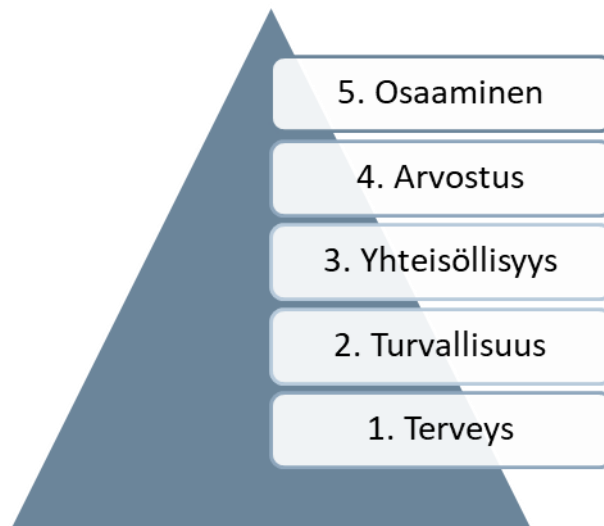 5. Osaaminen
4. Arvostus
3. Yhteisöllisyys
2. Turvallisuus
1. Terveys